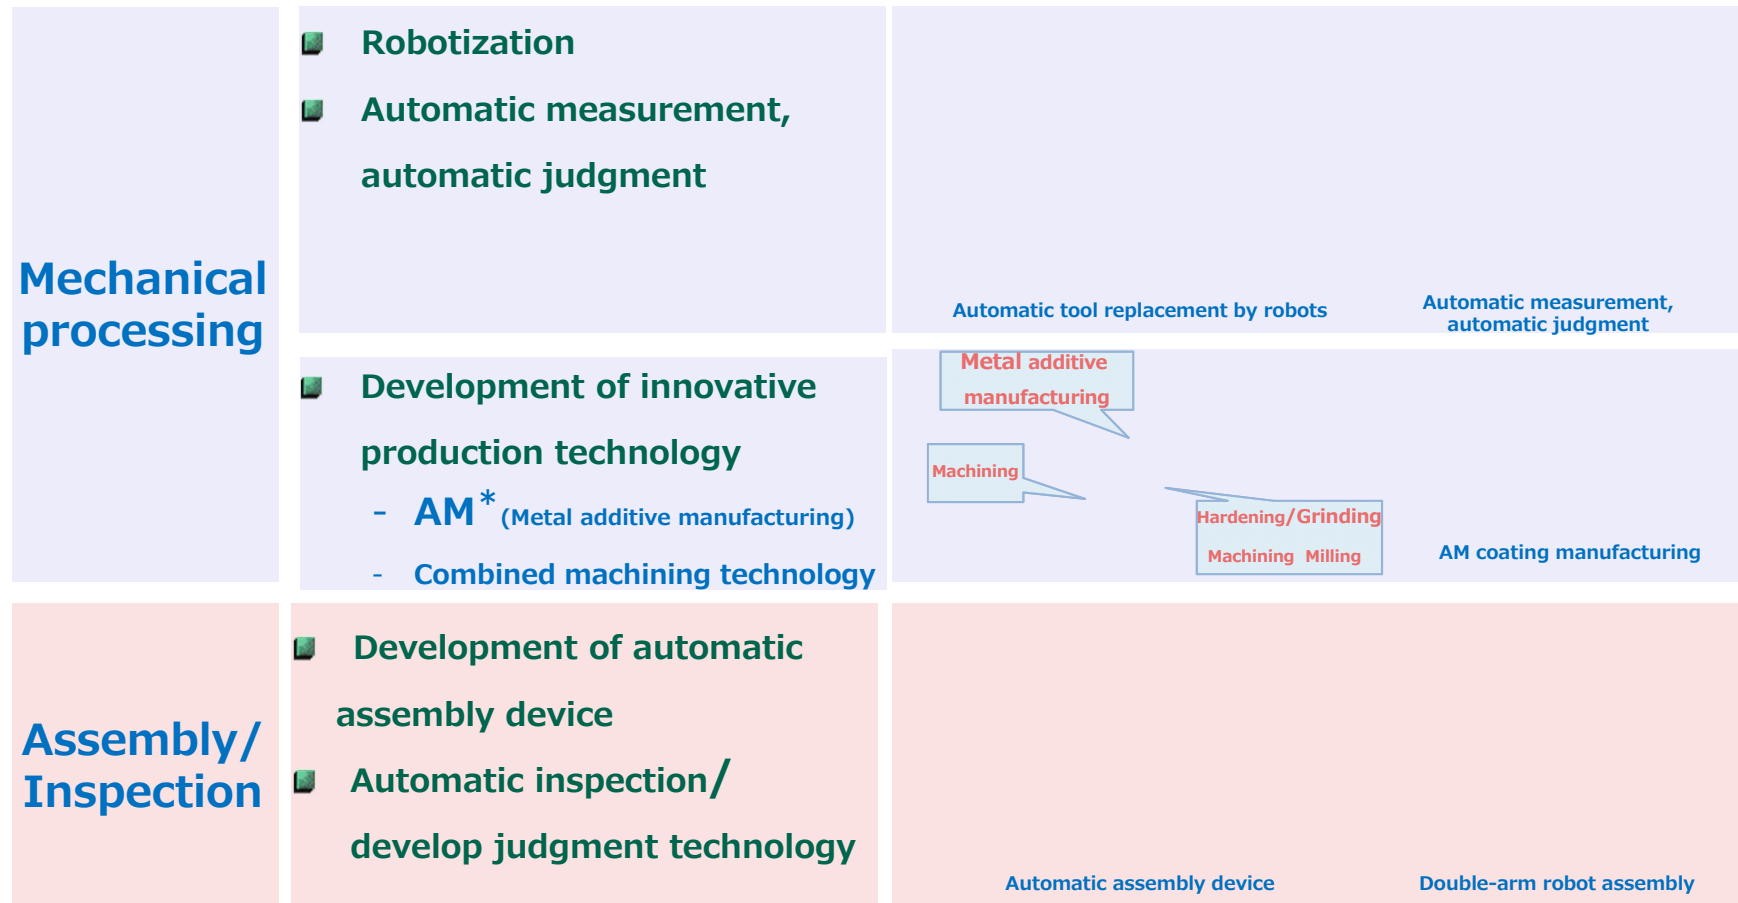 Mechanical
processing
Robotization
Automatic measurement,
automatic judgment
Automatic tool replacement by robots
Automatic measurement,
automatic judgment
Development of innovative
production technology
- AM* (Metal additive manufacturing)
- Combined machining technology
Metal additive
manufacturing
Machining
Hardening/Grinding
Machining Milling
AM coating manufacturing
Assembly/
Inspection
Development of automatic
assembly device
Automatic inspection/
develop judgment technology
Automatic assembly device
Double-arm robot assembly